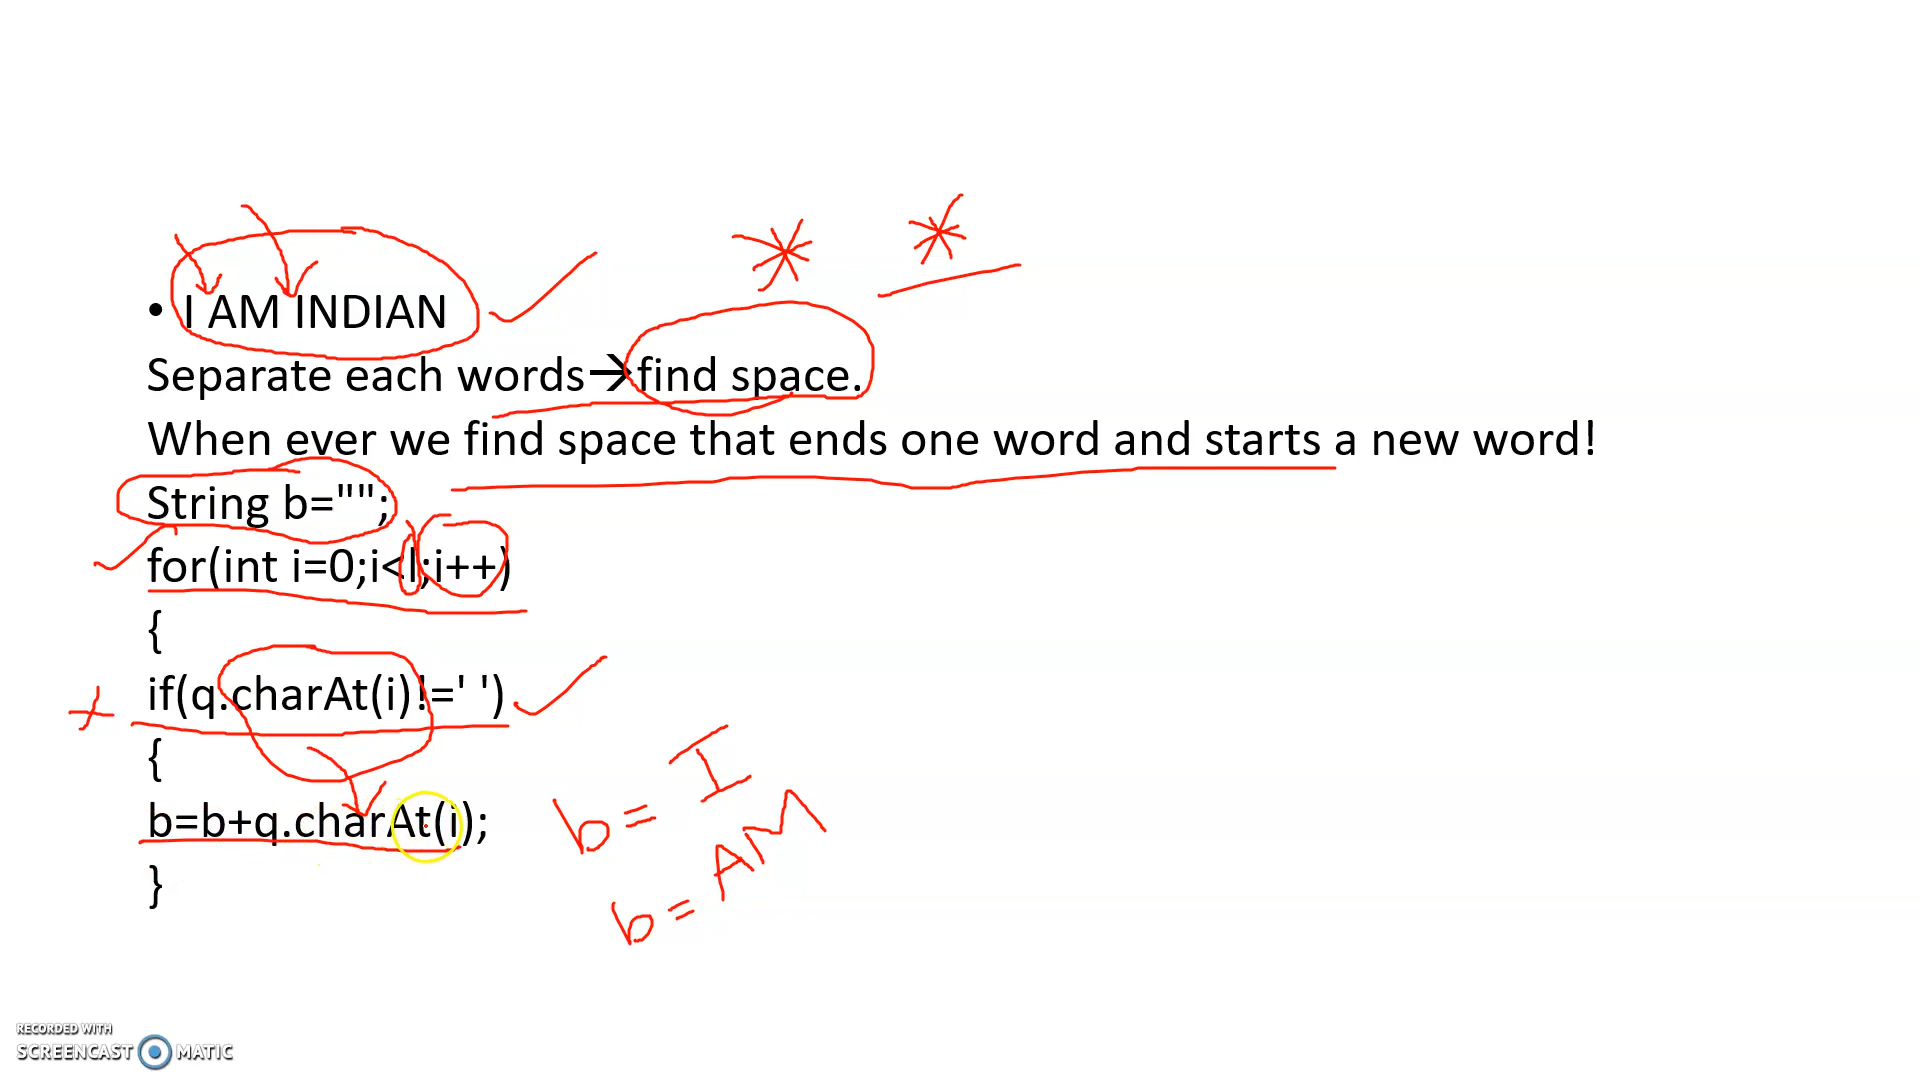 • I AM INDIAN
Separate each words→find space.
When ever we find space that ends one word and starts a new word!
String b="";
for(int i=0;i<l;i++)
{
if(q.charAt(i)!=' ')
{
b=b+q.charAt(i);
}
b= I
b= AM
RECORDED WITH
SCREENCAST MATIC